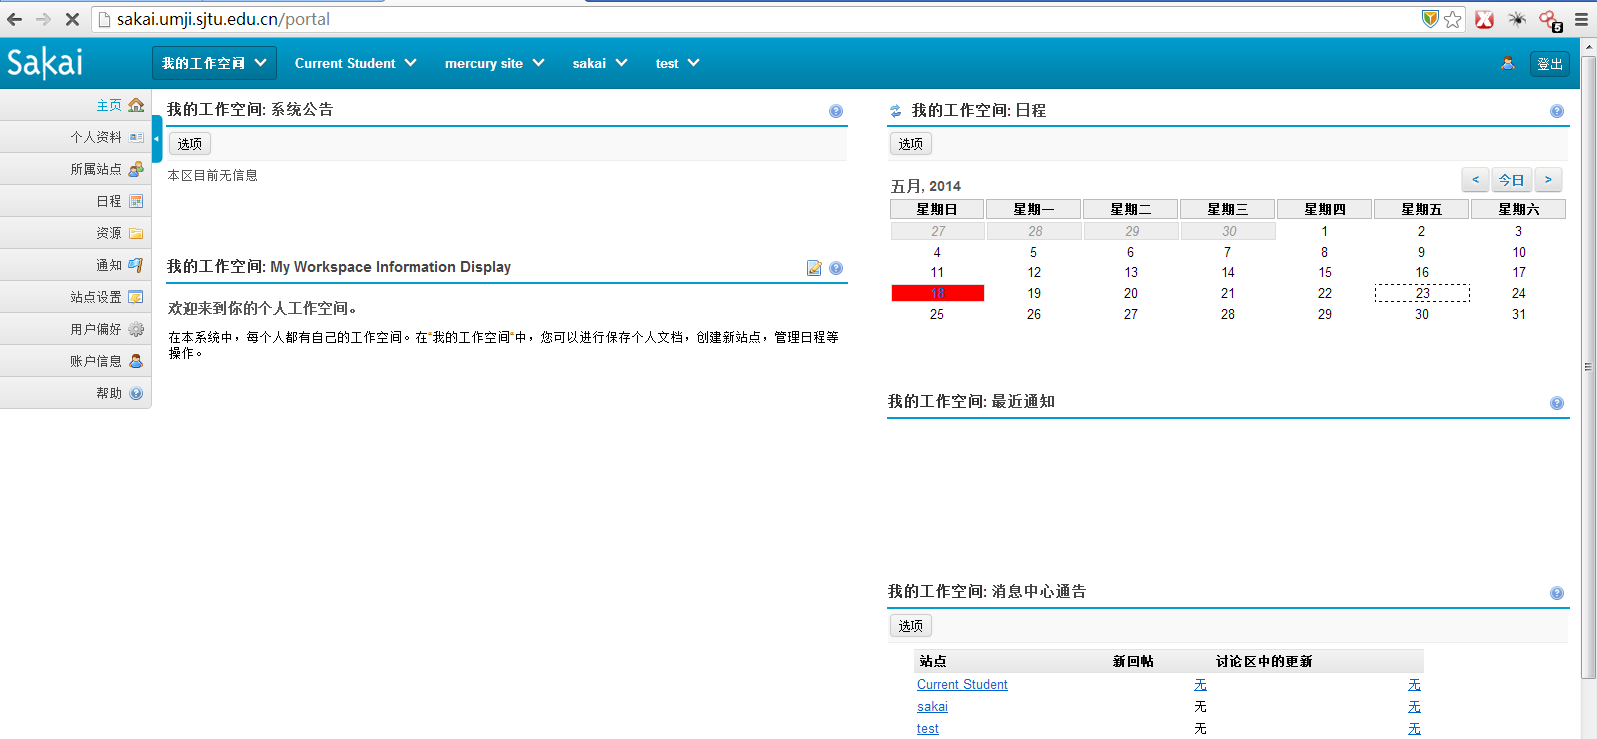 sakai.umji.sjtu.edu.cn/portal
5
Sakai
我的工作空间 Current Student mercury site sakai test 登出
主页
个人资料
所属站点
日程
资源
通知
站点设置
用户偏好
账户信息
帮助
我的工作空间: 系统公告
选项
本区目前无信息
我的工作空间: My Workspace Information Display
欢迎来到你的个人工作空间。
在本系统中，每个人都有自己的工作空间。在“我的工作空间”中，您可以进行保存个人文档，创建新站点，管理日程等
操作。
我的工作空间: 日程
选项
五月, 2014 < 今日 >
星期日 星期一 星期二 星期三 星期四 星期五 星期六
27 28 29 30 1 2 3
4 5 6 7 8 9 10
11 12 13 14 15 16 17
18 19 20 21 22 23 24
25 26 27 28 29 30 31
我的工作空间: 最近通知
我的工作空间: 消息中心通告
选项
站点 新回帖 讨论区中的更新
Current Student 无 无
sakai 无 无
test 无 无